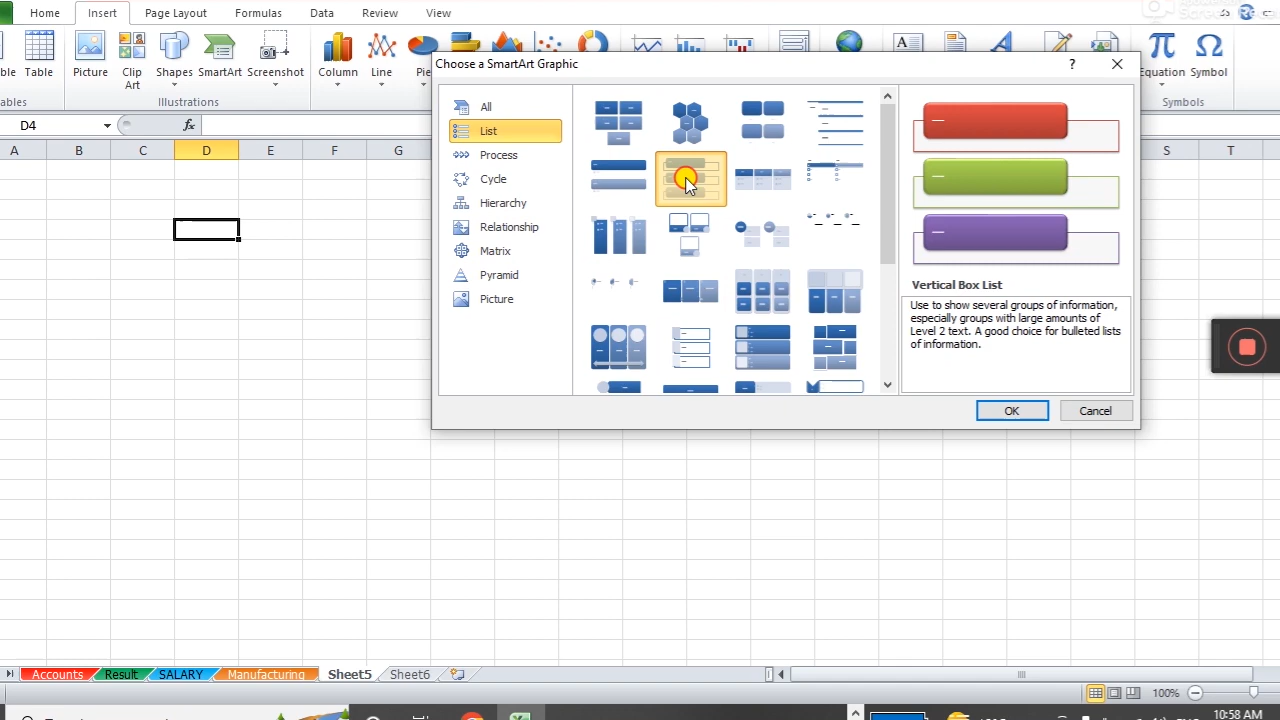 Home Insert Page Layout Formulas Data Review View
Table Picture Clip Art Shapes SmartArt Screenshot Column Line Equation Symbol
Illustrations Symbols
Choose a SmartArt Graphic ?
D4 fx
A B C D E F G S T
All
List
Process
Cycle
Hierarchy
Relationship
Matrix
Pyramid
Picture
Vertical Box List
Use to show several groups of information,
especially groups with large amounts of
Level 2 text. A good choice for bulleted lists
of information.
OK Cancel
Accounts Result SALARY Manufacturing Sheet5 Sheet6
100%
10:58 AM